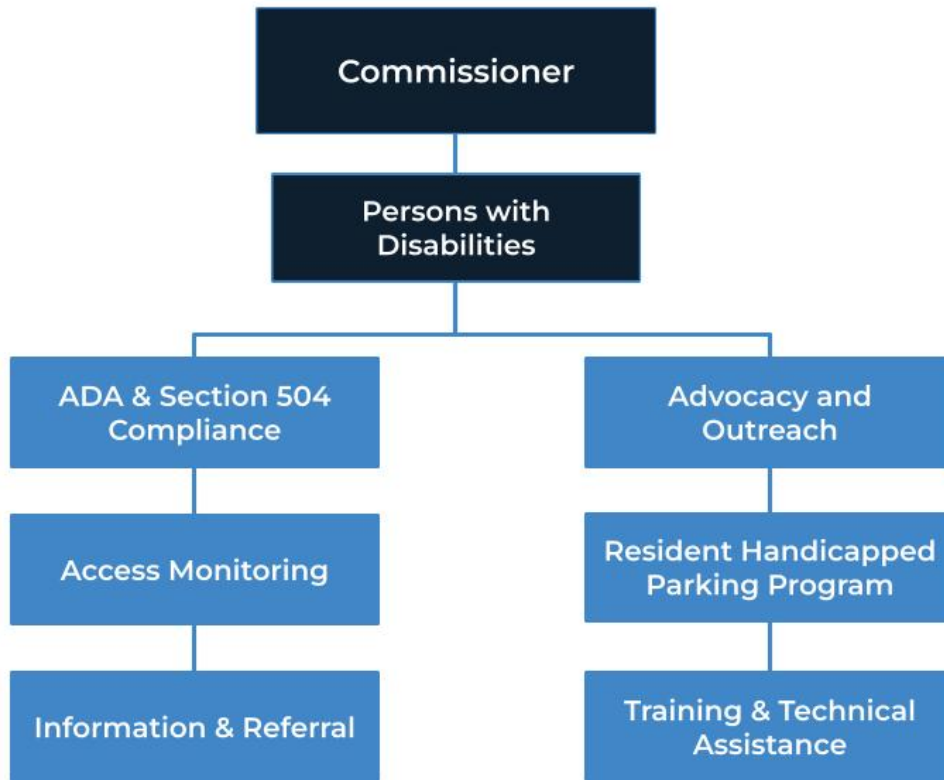 Commissioner
Persons with
Disabilities
ADA & Section 504
Compliance
Advocacy and
Outreach
Access Monitoring
Resident Handicapped
Parking Program
Information & Referral
Training & Technical
Assistance